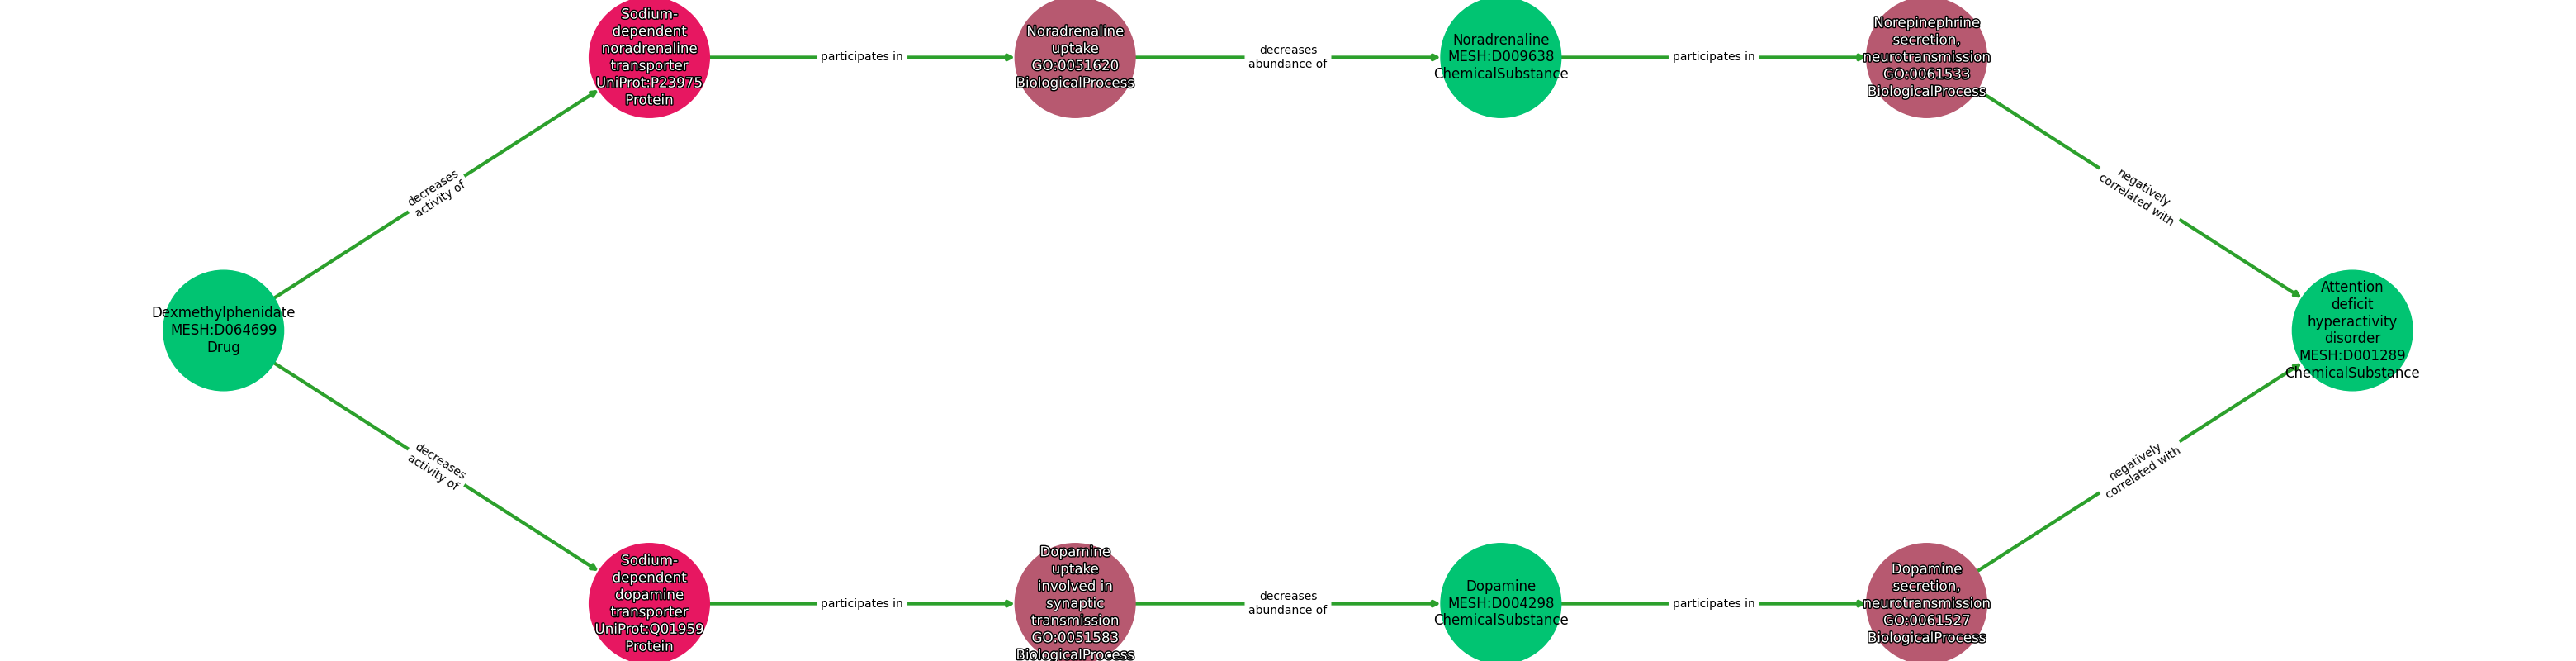 Sodium-
dependent
noradrenaline
transporter
UniProt:P23975
Protein
participates in
Noradrenaline
uptake
GO:0051620
BiologicalProcess
decreases
abundance of
Noradrenaline
MESH:D009638
ChemicalSubstance
participates in
Norepinephrine
secretion,
neurotransmission
GO:0061533
BiologicalProcess
decreases
activity of
negatively
correlated with
Dexmethylphenidate
MESH:D064699
Drug
Attention
deficit
hyperactivity
disorder
MESH:D001289
ChemicalSubstance
decreases
activity of
negatively
correlated with
Sodium-
dependent
dopamine
transporter
UniProt:Q01959
Protein
participates in
Dopamine
uptake
involved in
synaptic
transmission
GO:0051583
BiologicalProcess
decreases
abundance of
Dopamine
MESH:D004298
ChemicalSubstance
participates in
Dopamine
secretion,
neurotransmission
GO:0061527
BiologicalProcess